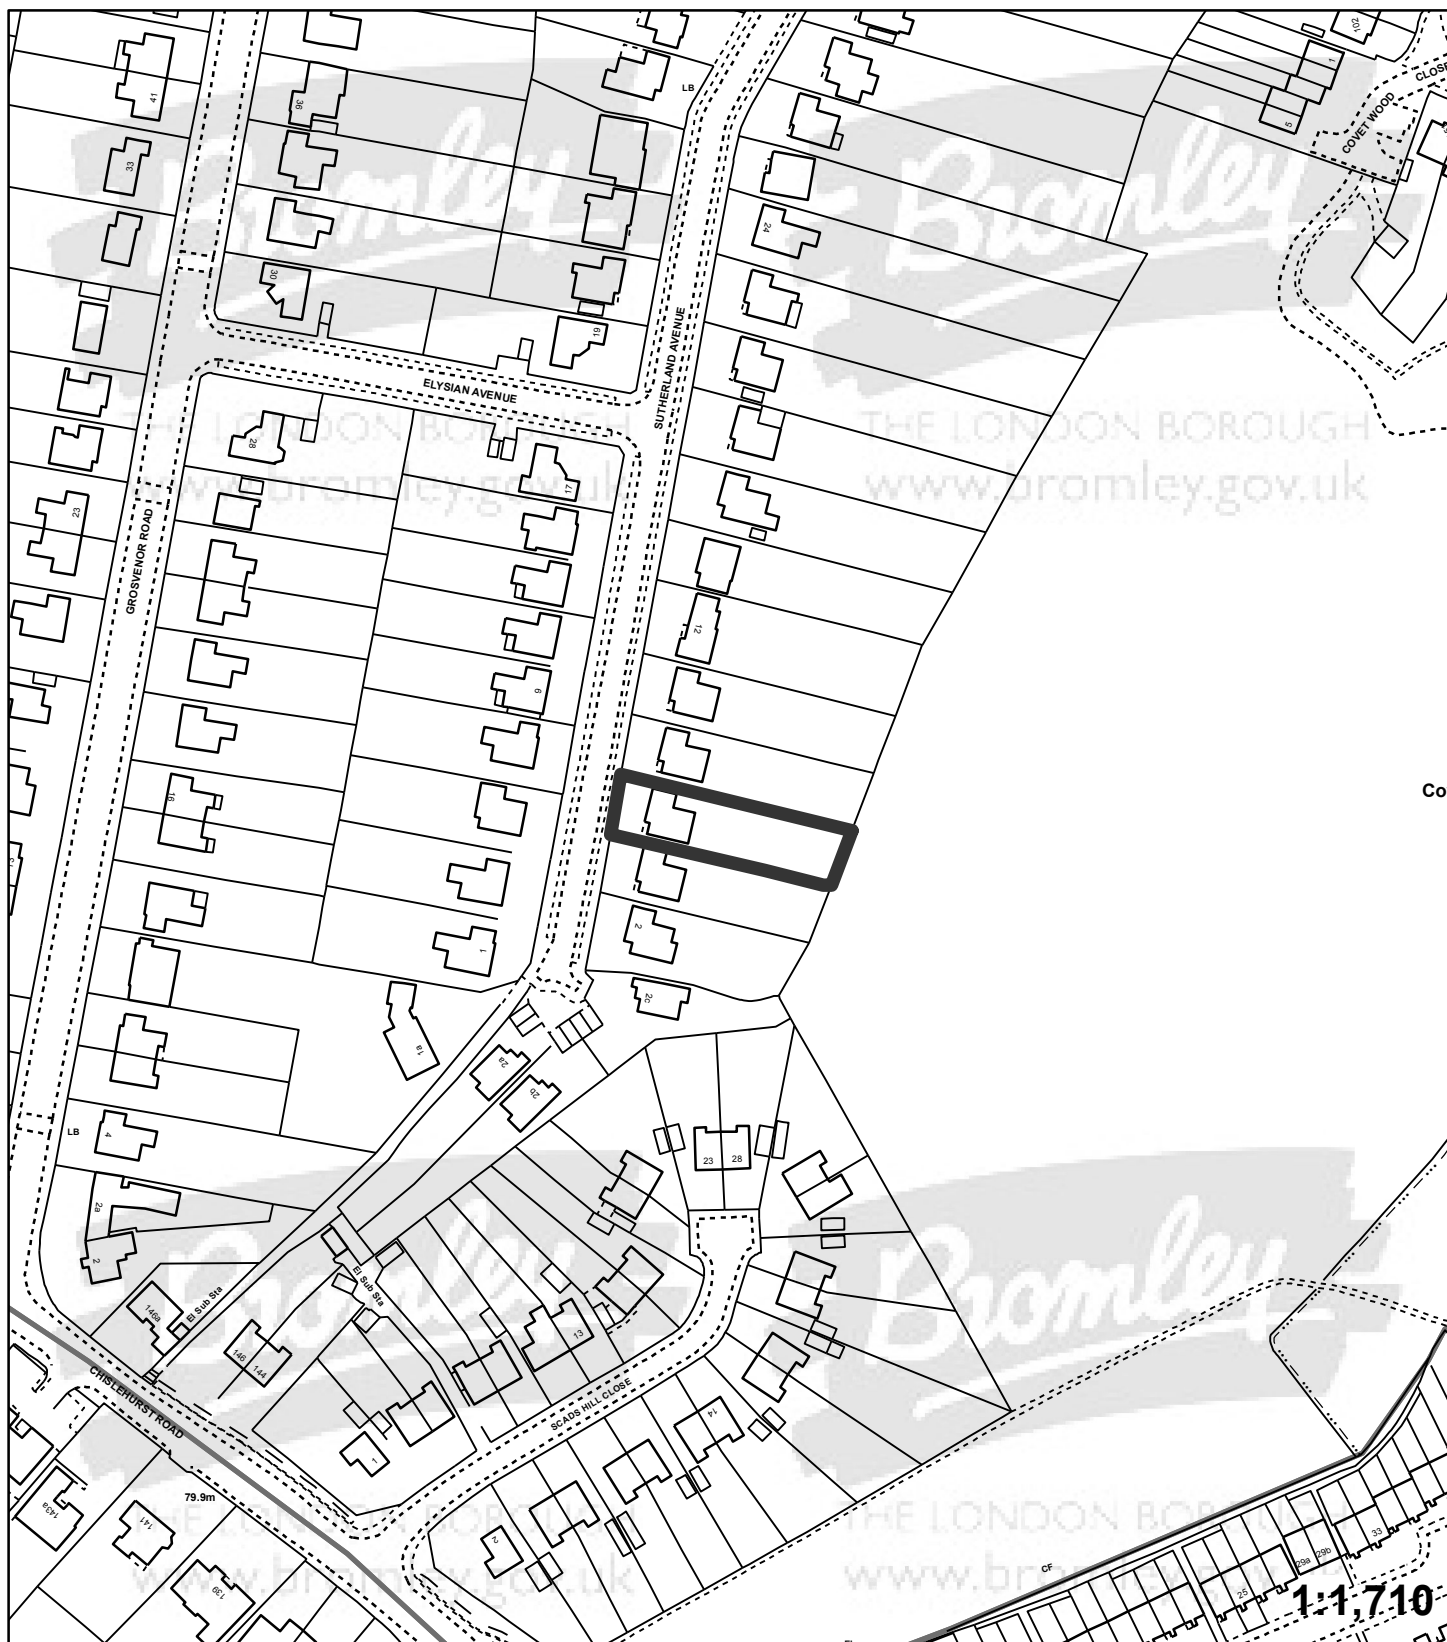 102
1
5
COVET WOOD
CLOSE
41
36
LB
33
24
30
19
ELYSIAN AVENUE
SUTHERLAND AVENUE
28
17
23
GROSVENOR ROAD
12
6
16
Co
2
1
2c
1a
2a
2b
LB
4
23
28
2a
2
El Sub Sta
El Sub Sta
146a
146
144
13
CHISLEHURST ROAD
SCADS HILL CLOSE
14
1
79.9m
143a
141
139
2
CF
33
29a
29b
25
1:1,710
Bromley
THE LONDON BOROUGH
www.bromley.gov.uk
Bromley
THE LONDON BOROUGH
www.bromley.gov.uk
Bromley
THE LONDON BOROUGH
www.bromley.gov.uk
Bromley
THE LONDON BOROUGH
www.bromley.gov.uk